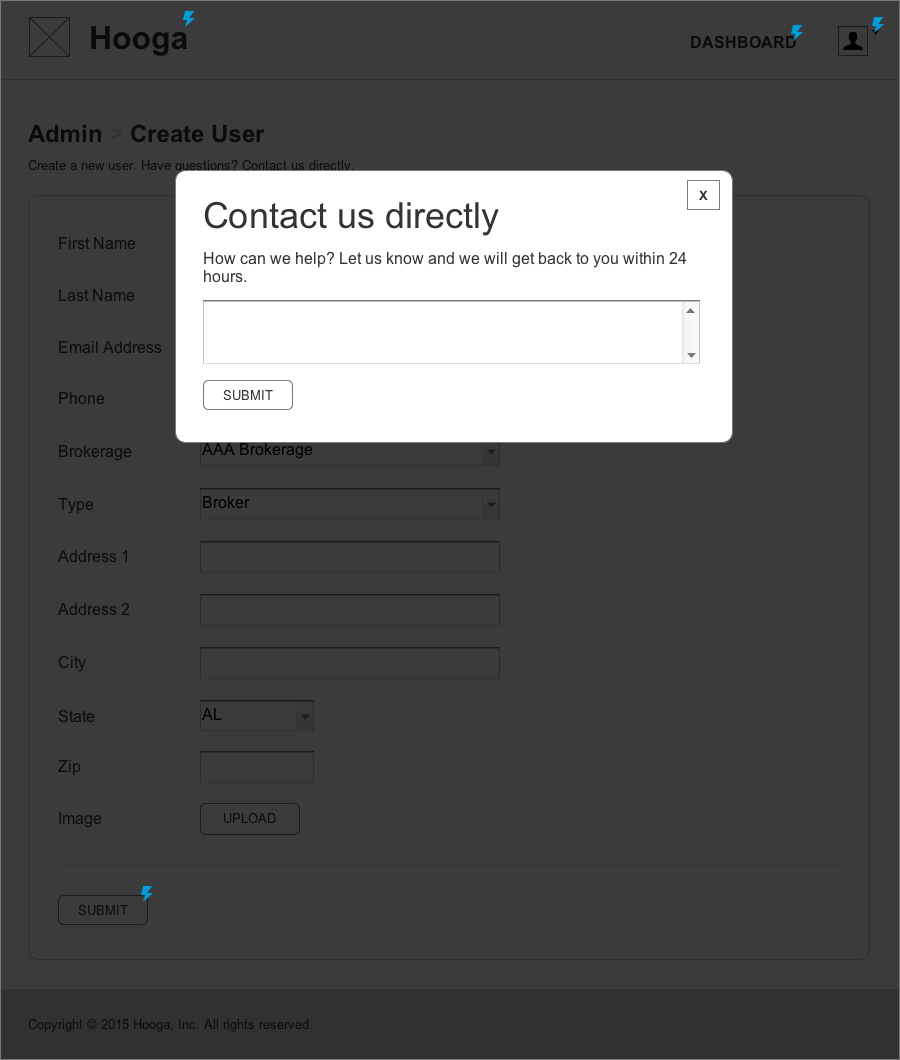 Hooga
DASHBOARD
Admin > Create User
Create a new user. Have questions? Contact us directly.
X
Contact us directly
How can we help? Let us know and we will get back to you within 24
hours.
SUBMIT
First Name
Last Name
Email Address
Phone
Brokerage AAA Brokerage
Type Broker
Address 1
Address 2
City
State AL
Zip
Image UPLOAD
SUBMIT
Copyright © 2015 Hooga, Inc. All rights reserved.